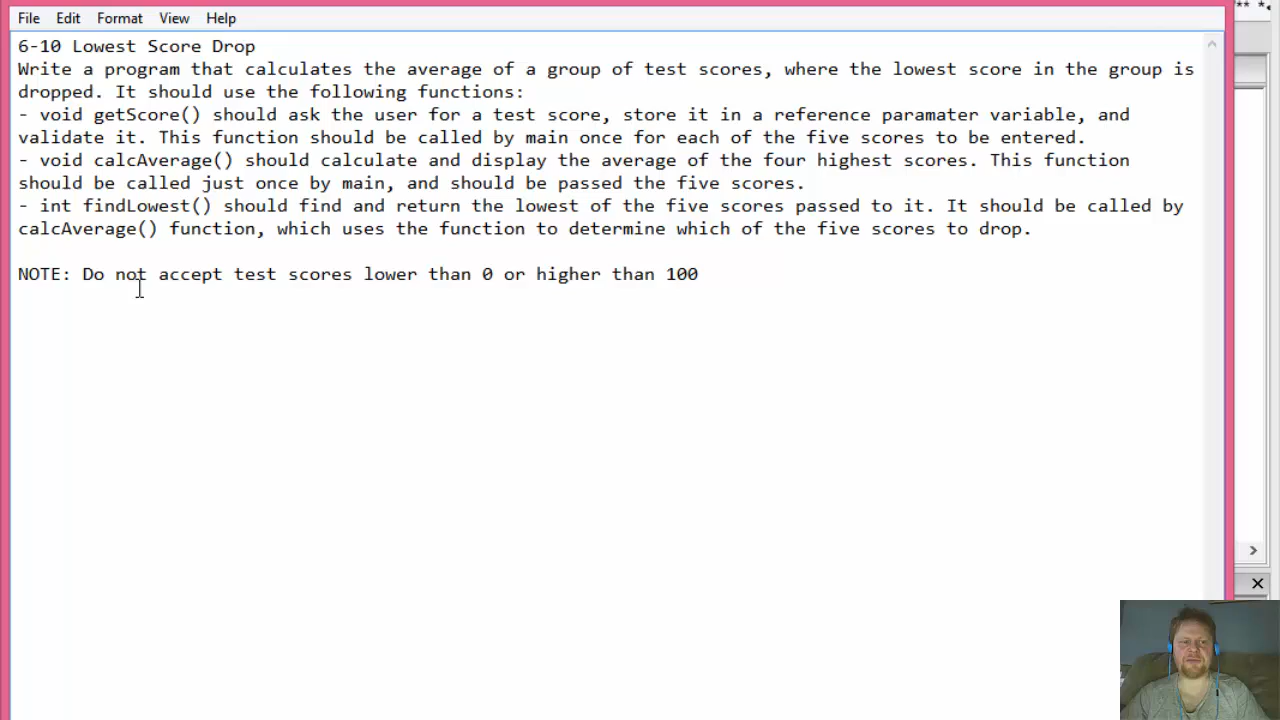 File Edit Format View Help
6-10 Lowest Score Drop
Write a program that calculates the average of a group of test scores, where the lowest score in the group is
dropped. It should use the following functions:
- void getScore() should ask the user for a test score, store it in a reference paramater variable, and
validate it. This function should be called by main once for each of the five scores to be entered.
- void calcAverage() should calculate and display the average of the four highest scores. This function
should be called just once by main, and should be passed the five scores.
- int findLowest() should find and return the lowest of the five scores passed to it. It should be called by
calcAverage() function, which uses the function to determine which of the five scores to drop.
NOTE: Do not accept test scores lower than 0 or higher than 100